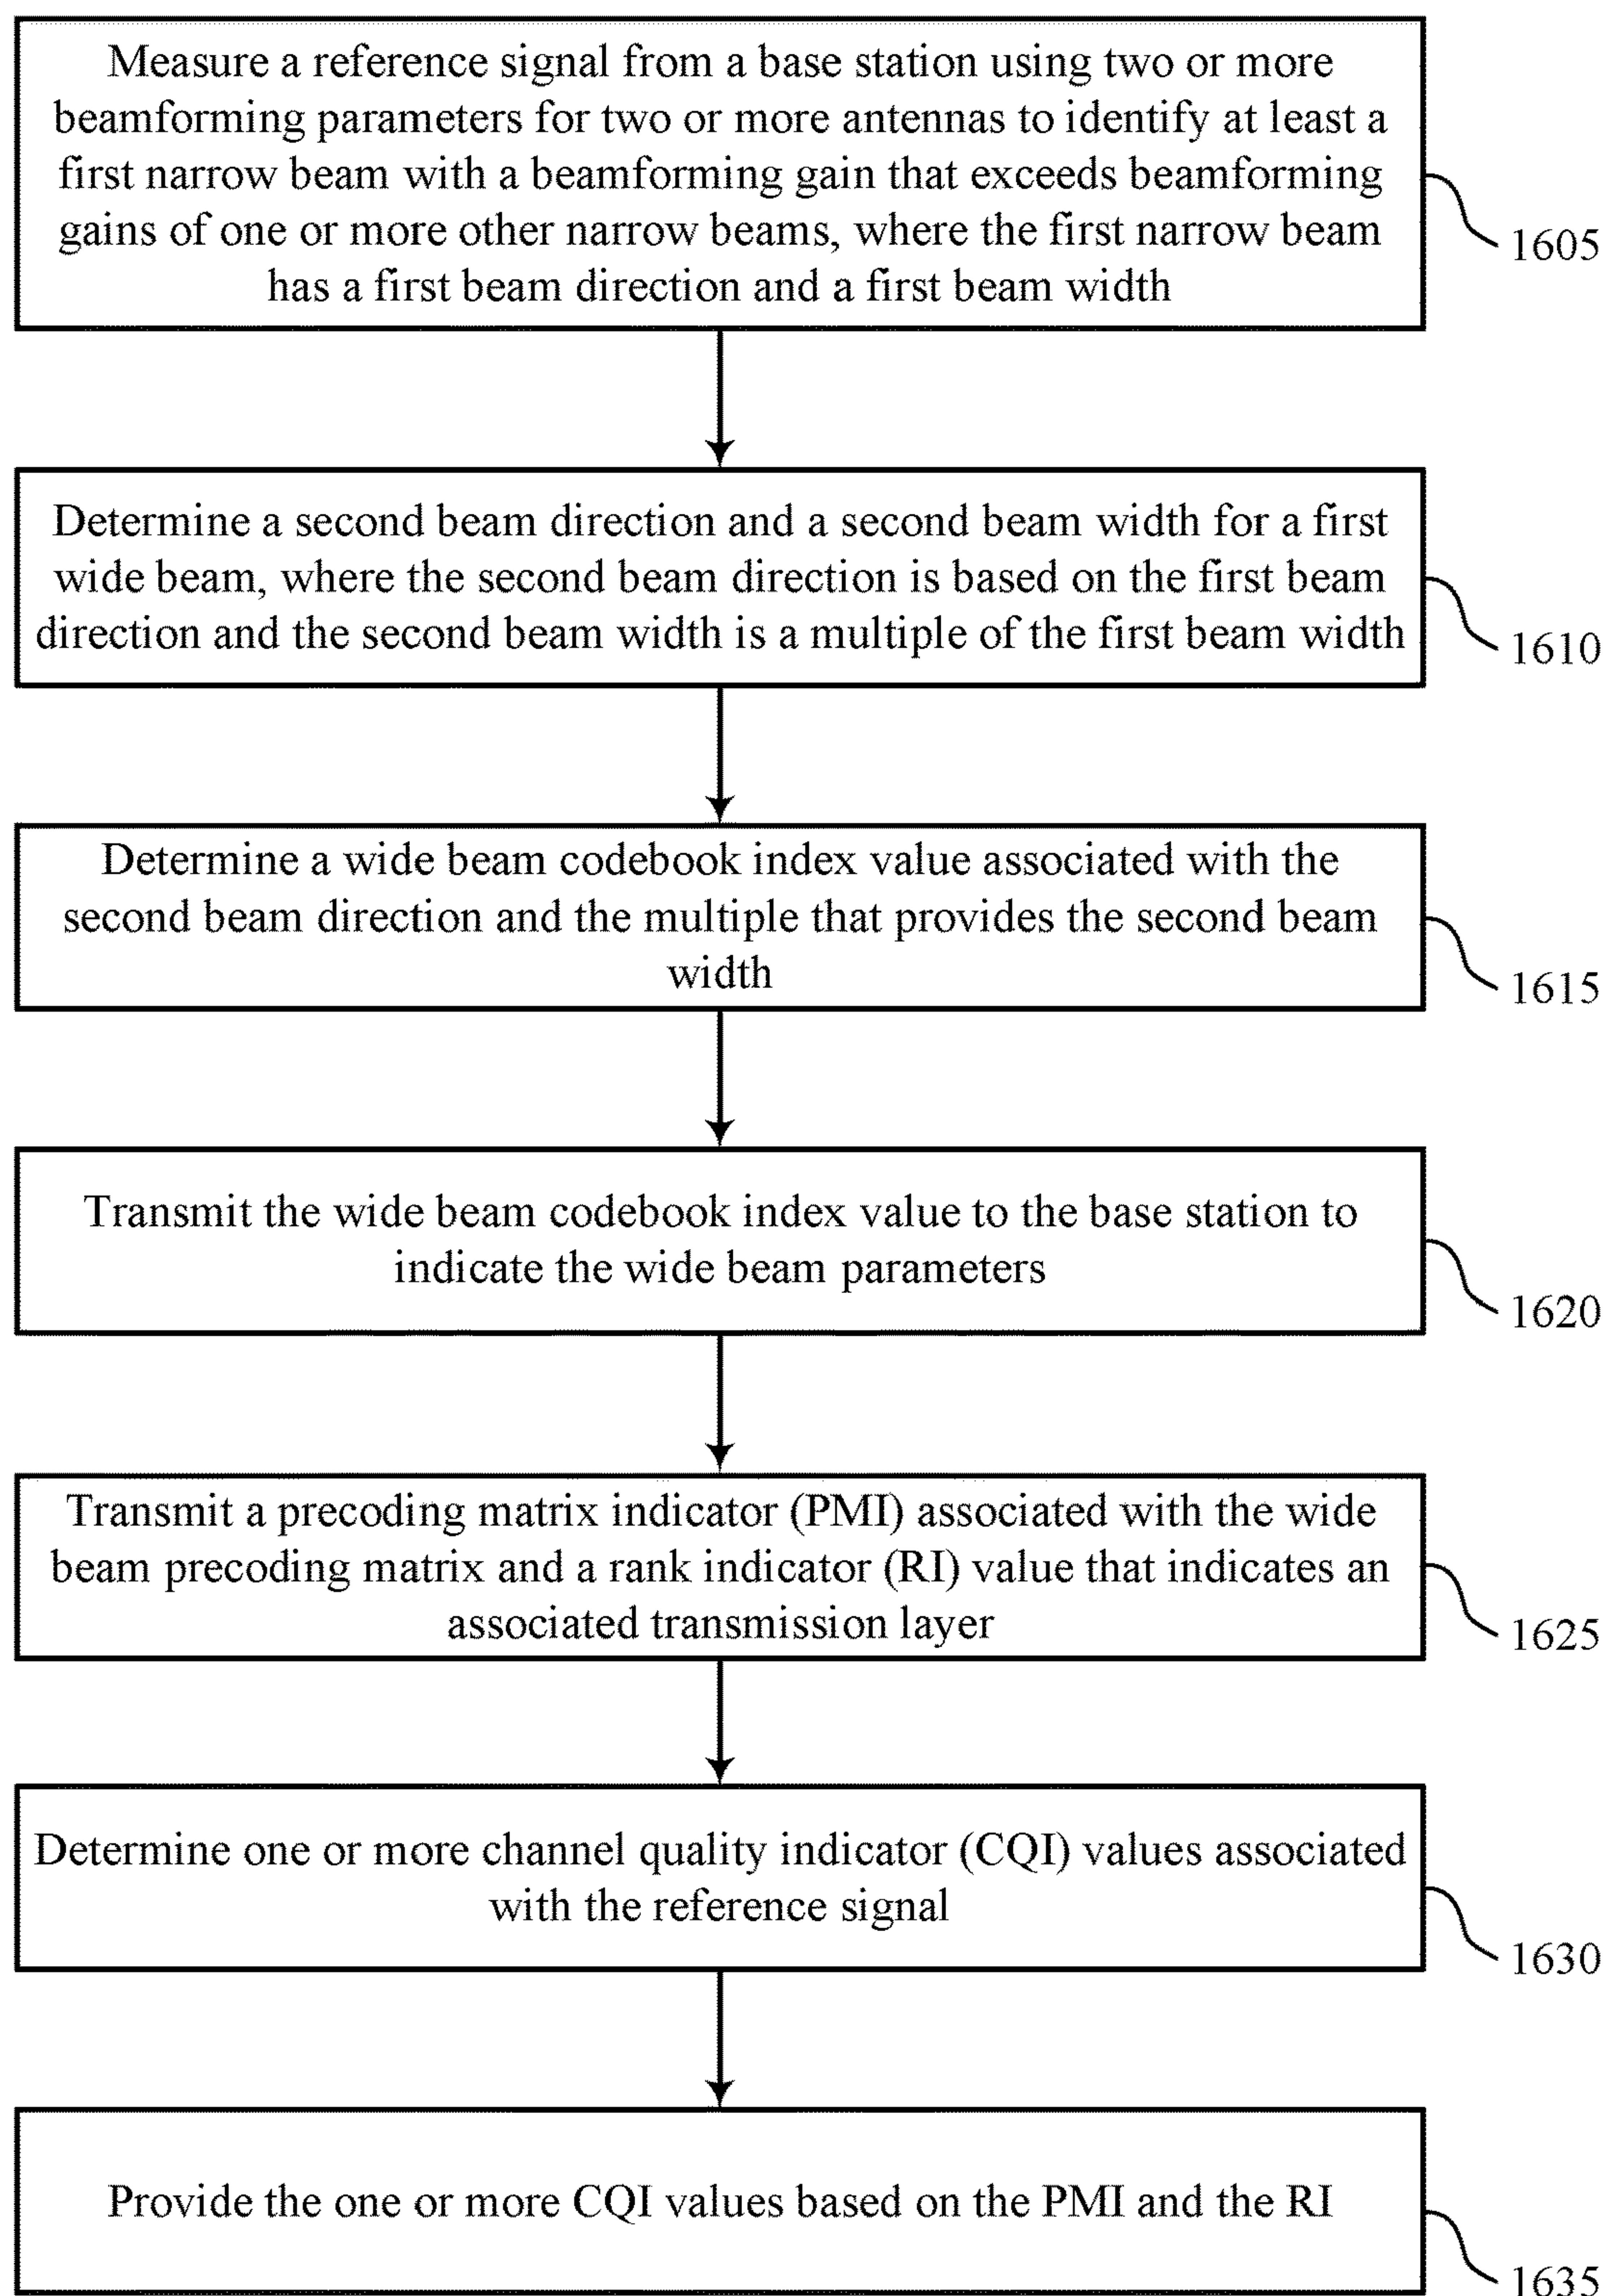 Measure a reference signal from a base station using two or more
beamforming parameters for two or more antennas to identify at least a
first narrow beam with a beamforming gain that exceeds beamforming
gains of one or more other narrow beams, where the first narrow beam
has a first beam direction and a first beam width
1605
Determine a second beam direction and a second beam width for a first
wide beam, where the second beam direction is based on the first beam
direction and the second beam width is a multiple of the first beam width
1610
Determine a wide beam codebook index value associated with the
second beam direction and the multiple that provides the second beam
width
1615
Transmit the wide beam codebook index value to the base station to
indicate the wide beam parameters
1620
Transmit a precoding matrix indicator (PMI) associated with the wide
beam precoding matrix and a rank indicator (RI) value that indicates an
associated transmission layer
1625
Determine one or more channel quality indicator (CQI) values associated
with the reference signal
1630
Provide the one or more CQI values based on the PMI and the RI
1635